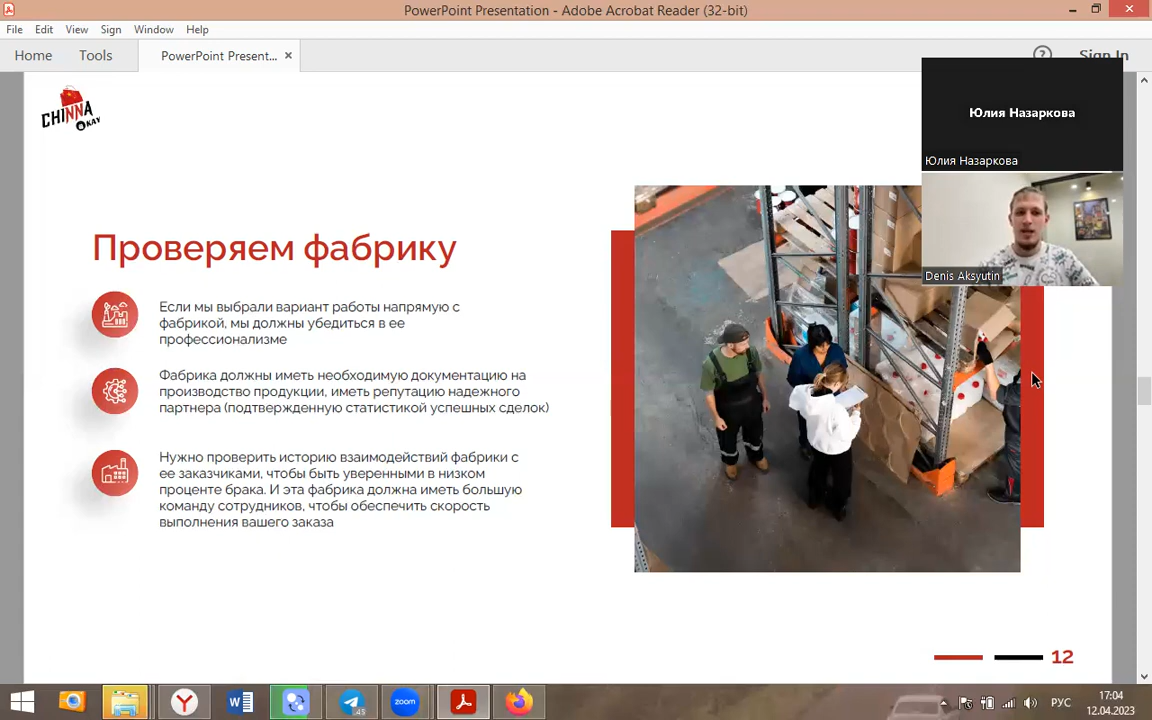 PowerPoint Presentation - Adobe Acrobat Reader (32-bit)
File Edit View Sign Window Help
Home Tools PowerPoint Present... × ? Sign In
CHINNA
OKAY
Юлия Назаркова
Юлия Назаркова
Denis Aksyutin
Проверяем фабрику
Если мы выбрали вариант работы напрямую с
фабрикой, мы должны убедиться в ее
профессионализме
Фабрика должны иметь необходимую документацию на
производство продукции, иметь репутацию надежного
партнера (подтвержденную статистикой успешных сделок)
Нужно проверить историю взаимодействий фабрики с
ее заказчиками, чтобы быть уверенными в низком
проценте брака. И эта фабрика должна иметь большую
команду сотрудников, чтобы обеспечить скорость
выполнения вашего заказа
12
W 45 zoom РУС 17:04
12.04.2023